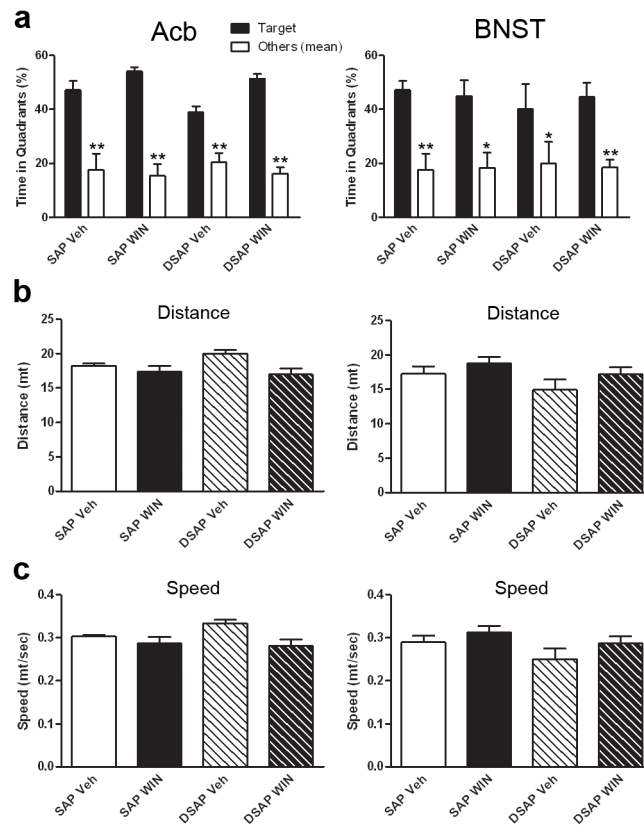 a
Acb
Target
Others (mean)
BNST
Time in Quadrants (%)
60
40
20
0
**
**
**
**
SAP Veh
SAP WIN
DSAP Veh
DSAP WIN
Time in Quadrants (%)
60
40
20
0
**
*
*
**
SAP Veh
SAP WIN
DSAP Veh
DSAP WIN
b
Distance
Distance (mt)
25
20
15
10
5
0
SAP Veh
SAP WIN
DSAP Veh
DSAP WIN
Distance
Distance (mt)
25
20
15
10
5
0
SAP Veh
SAP WIN
DSAP Veh
DSAP WIN
c
Speed
Speed (mt/sec)
0.4
0.3
0.2
0.1
0.0
SAP Veh
SAP WIN
DSAP Veh
DSAP WIN
Speed
Speed (mt/sec)
0.4
0.3
0.2
0.1
0.0
SAP Veh
SAP WIN
DSAP Veh
DSAP WIN